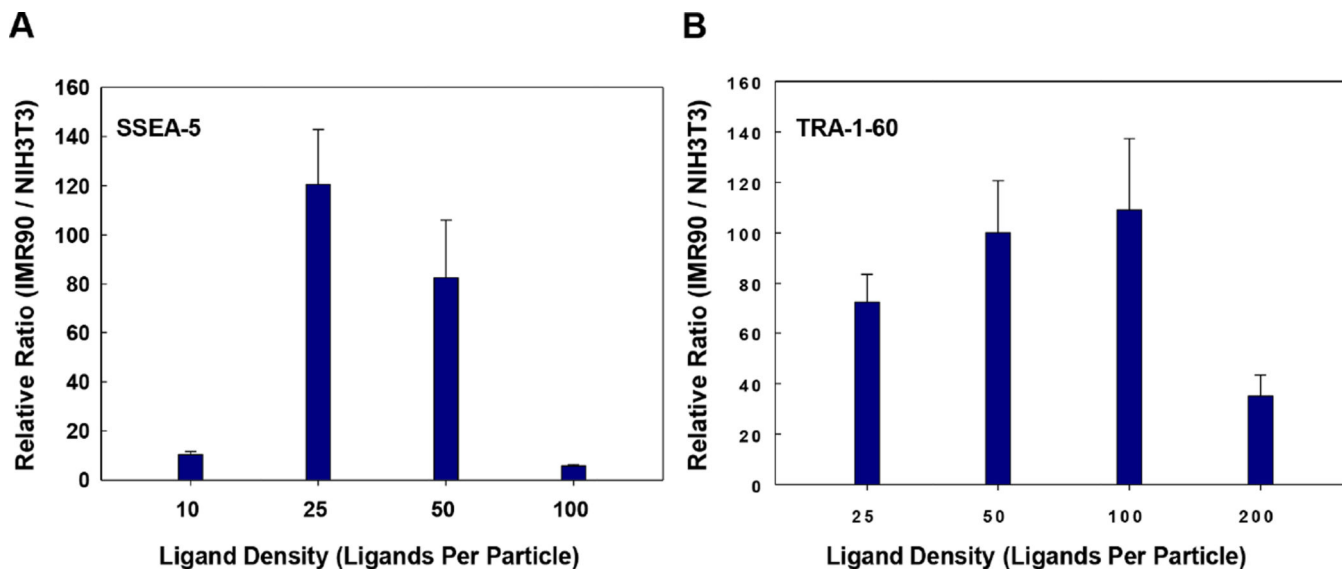 A
Relative Ratio (IMR90 / NIH3T3)
160
140
120
100
80
60
40
20
0
SSEA-5
10 25 50 100
Ligand Density (Ligands Per Particle)
B
Relative Ratio (IMR90 / NIH3T3)
160
140
120
100
80
60
40
20
0
TRA-1-60
25 50 100 200
Ligand Density (Ligands Per Particle)